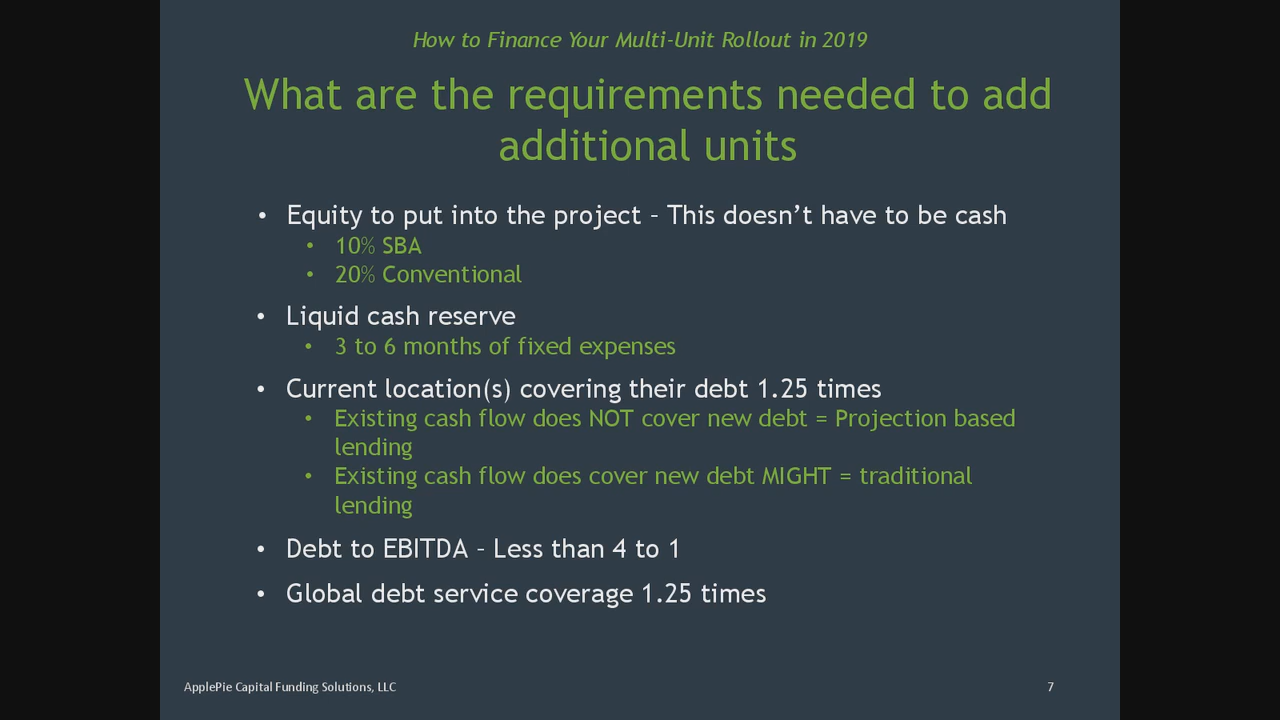 How to Finance Your Multi-Unit Rollout in 2019
What are the requirements needed to add
additional units
• Equity to put into the project – This doesn’t have to be cash
• 10% SBA
• 20% Conventional
• Liquid cash reserve
• 3 to 6 months of fixed expenses
• Current location(s) covering their debt 1.25 times
• Existing cash flow does NOT cover new debt = Projection based
lending
• Existing cash flow does cover new debt MIGHT = traditional
lending
• Debt to EBITDA – Less than 4 to 1
• Global debt service coverage 1.25 times
ApplePie Capital Funding Solutions, LLC
7